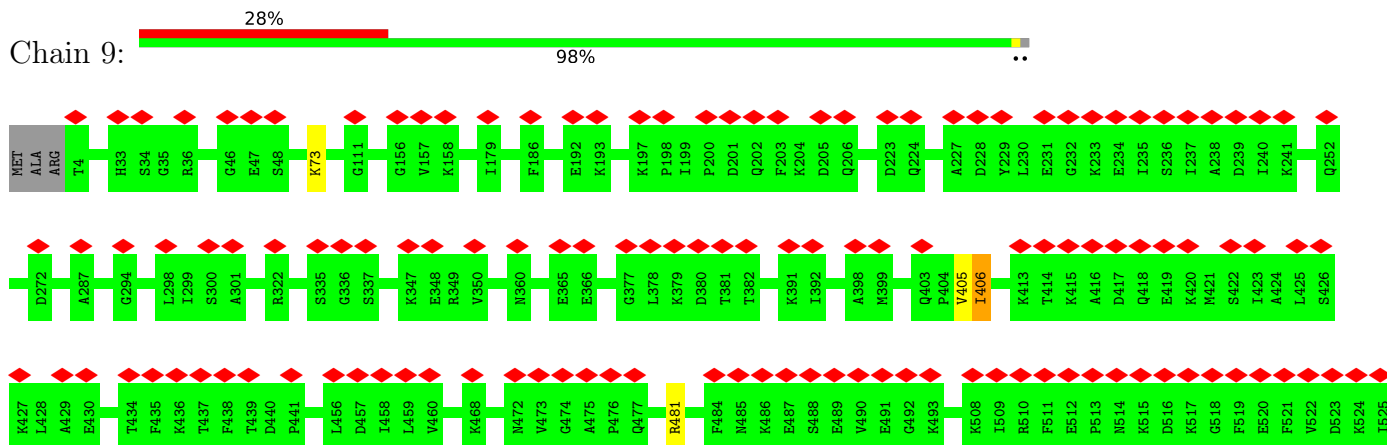 28%
Chain 9:
98%
••
MET ALA ARG T4 H33 S34 G35 R36 G46 E47 S48 K73 G111 G156 V157 K158 I179 F186 E192 K193 K197 P198 I199 P200 D201 Q202 F203 K204 D205 Q206 D223 Q224 A227 D228 Y229 L230 E231 G232 K233 E234 I235 S236 I237 A238 D239 I240 K241 Q252
D272 A287 G294 L298 I299 S300 A301 R322 S335 G336 S337 K347 E348 R349 V350 N360 E365 E366 G377 L378 K379 D380 T381 T382 K391 I392 A398 M399 Q403 P404 V405 I406 K413 T414 K415 A416 D417 Q418 E419 K420 M421 S422 I423 A424 L425 S426
K427 L428 A429 E430 T434 F435 K436 T437 F438 T439 D440 P441 L456 D457 I458 L459 V460 K468 N472 V473 G474 A475 P476 Q477 R481 F484 N485 K486 E487 S488 E489 V490 E491 G492 K493 K508 I509 R510 F511 E512 P513 N514 K515 D516 E517 G518 F519 E520 F521 V522 D523 K524 I525